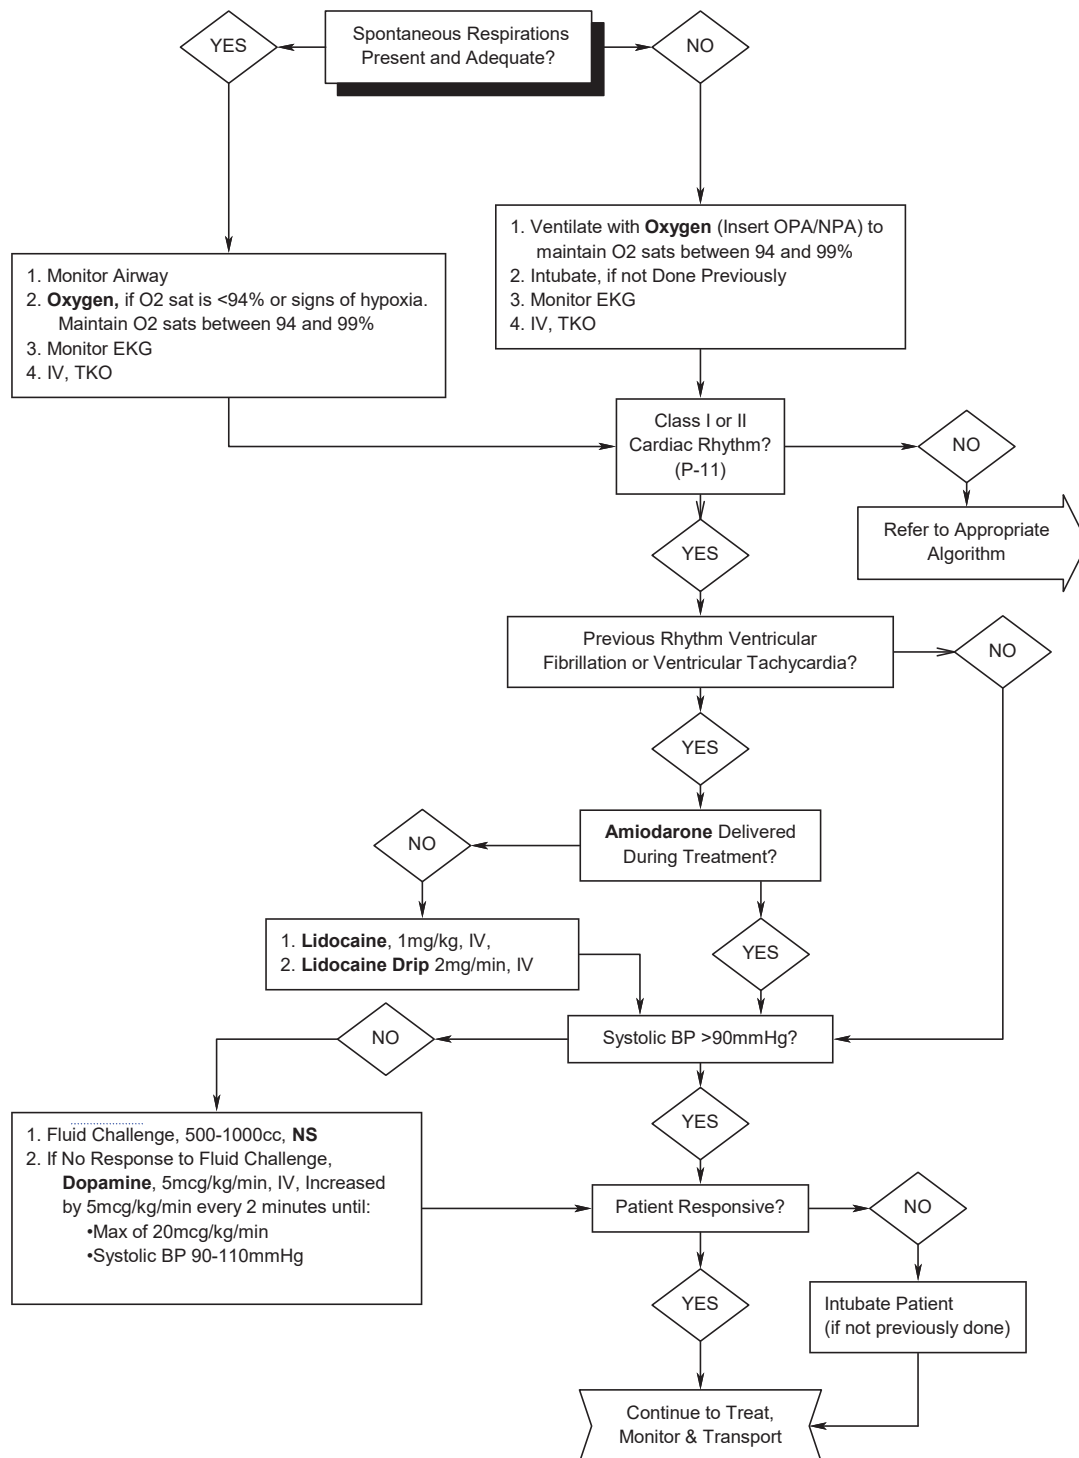 YES
Spontaneous Respirations
Present and Adequate?
NO
1. Ventilate with Oxygen (Insert OPA/NPA) to
maintain O2 sats between 94 and 99%
2. Intubate, if not Done Previously
3. Monitor EKG
4. IV, TKO
1. Monitor Airway
2. Oxygen, if O2 sat is <94% or signs of hypoxia.
Maintain O2 sats between 94 and 99%
3. Monitor EKG
4. IV, TKO
Class I or II
Cardiac Rhythm?
(P-11)
NO
Refer to Appropriate
Algorithm
YES
Previous Rhythm Ventricular
Fibrillation or Ventricular Tachycardia?
NO
YES
Amiodarone Delivered
During Treatment?
NO
1. Lidocaine, 1mg/kg, IV,
2. Lidocaine Drip 2mg/min, IV
YES
Systolic BP >90mmHg?
NO
YES
1. Fluid Challenge, 500-1000cc, NS
2. If No Response to Fluid Challenge,
Dopamine, 5mcg/kg/min, IV, Increased
by 5mcg/kg/min every 2 minutes until:
•Max of 20mcg/kg/min
•Systolic BP 90-110mmHg
Patient Responsive?
NO
YES
Intubate Patient
(if not previously done)
Continue to Treat,
Monitor & Transport